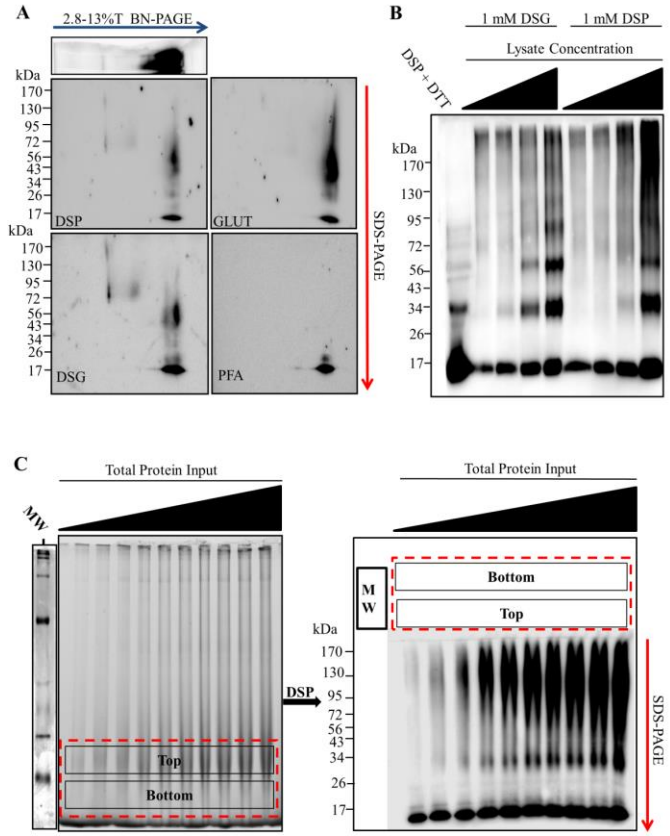 A
2.8-13%T BN-PAGE
kDa
170
130
95
72
56
43
34
26
17
DSP
GLUT
kDa
170
130
95
72
56
43
34
26
17
DSG
PFA
SDS-PAGE
B
1 mM DSG 1 mM DSP
Lysate Concentration
DSP + DTT
kDa
170
130
95
72
56
43
34
26
17
C
Total Protein Input
MW
Top
Bottom
DSP
Total Protein Input
MW
Bottom
Top
kDa
170
130
95
72
56
43
34
26
17
SDS-PAGE